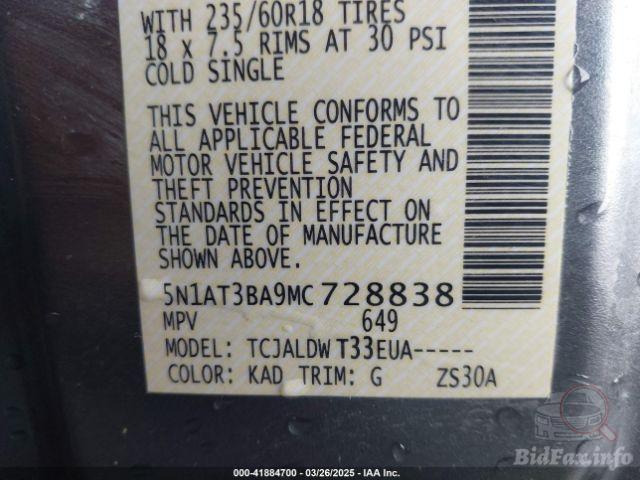 WITH 235/60R18 TIRES
18 x 7.5 RIMS AT 30 PSI
COLD SINGLE
THIS VEHICLE CONFORMS TO
ALL APPLICABLE FEDERAL
MOTOR VEHICLE SAFETY AND
THEFT PREVENTION
STANDARDS IN EFFECT ON
THE DATE OF MANUFACTURE
SHOWN ABOVE.
5N1AT3BA9MC728838
MPV 649
MODEL: TCJALDWT33EUA-----
COLOR: KAD TRIM: G ZS30A
BidFax.info
000-41884700 — 03/26/2025 — IAA Inc.